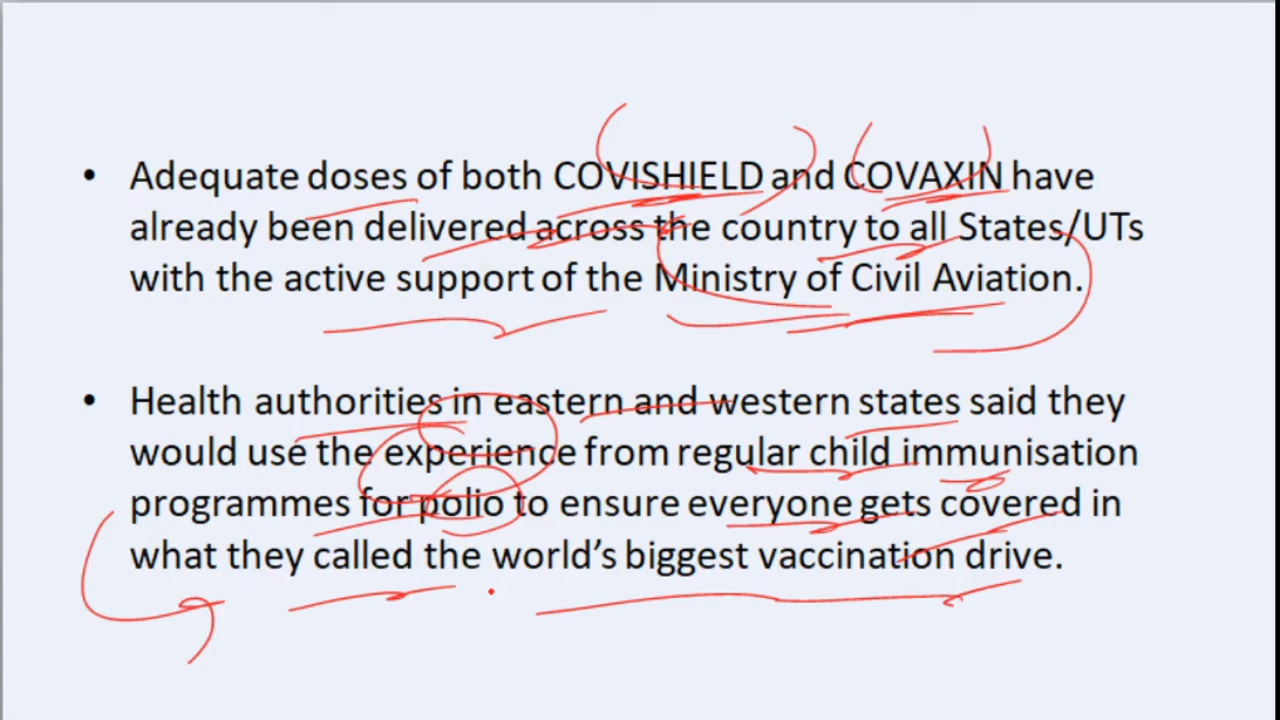 • Adequate doses of both COVISHIELD and COVAXIN have
already been delivered across the country to all States/UTs
with the active support of the Ministry of Civil Aviation.
• Health authorities in eastern and western states said they
would use the experience from regular child immunisation
programmes for polio to ensure everyone gets covered in
what they called the world's biggest vaccination drive.